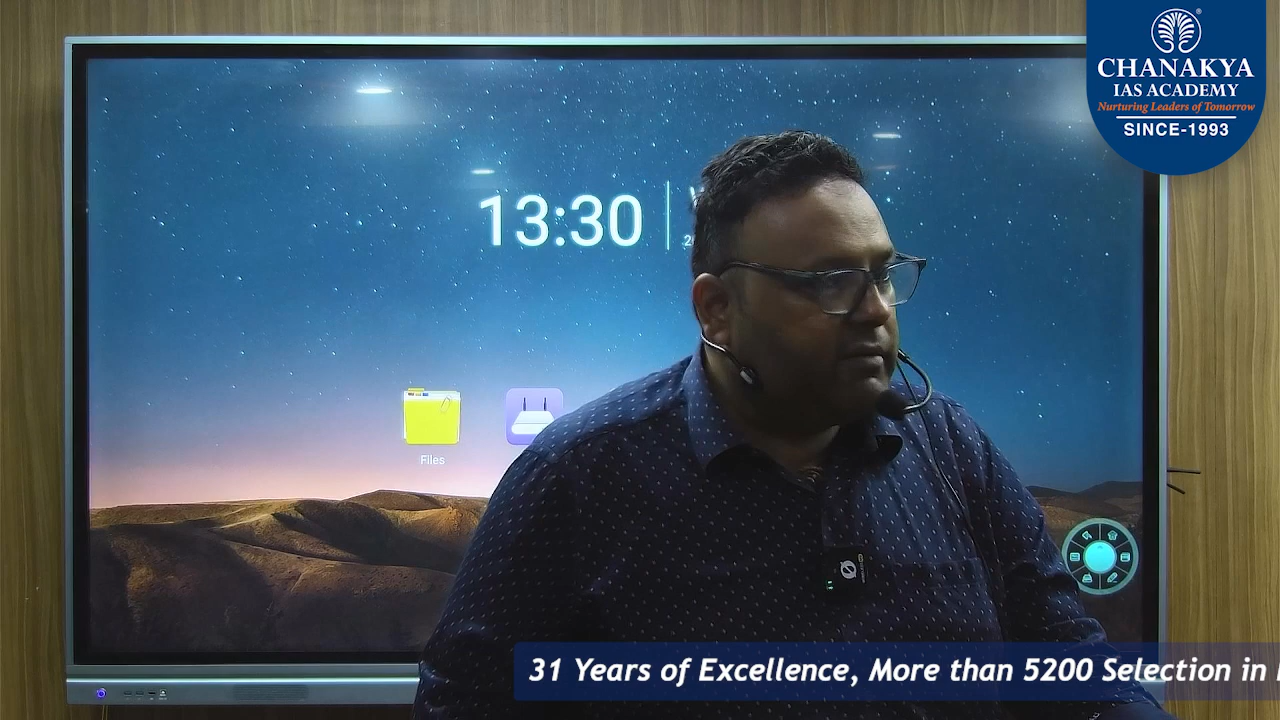 CHANAKYA
IAS ACADEMY
Nurturing Leaders of Tomorrow
SINCE-1993
13:30
Files
31 Years of Excellence, More than 5200 Selection in